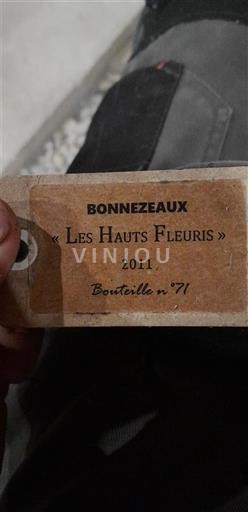 BONNEZEAUX
« LES HAUTS FLEURIS »
VINIOU
2011
Bouteille n°71